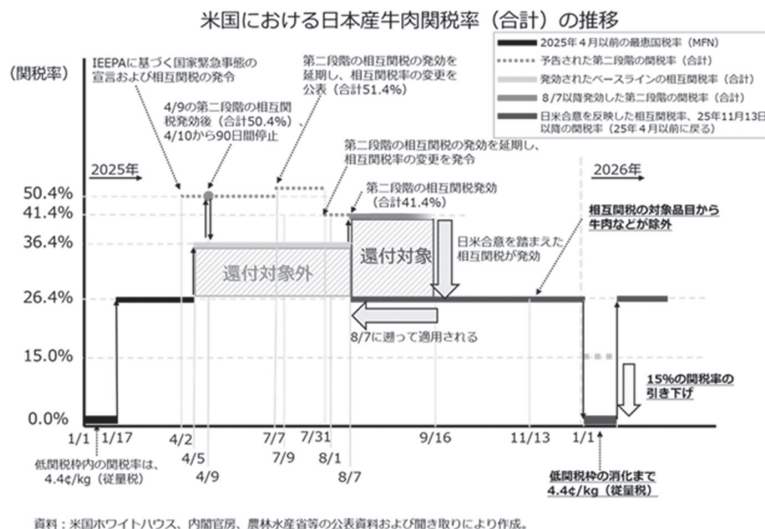 米国における日本産牛肉関税率（合計）の推移
2025年４月以前の最恵国税率（MFN）
予告された第二段階の関税率（合計）
発効されたベースラインの相互関税率（合計）
8/7以降発効した第二段階の関税率（合計）
日米合意を反映した相互関税率、25年11月13日
以降の関税率（25年４月以前に戻る）
（関税率）
IEEPAに基づく国家緊急事態の
宣言および相互関税の発令
第二段階の相互関税の発効を
延期し、相互関税率の変更を
公表（合計51.4%）
4/9の第二段階の相互関
税発効後（合計50.4%）、
4/10から90日間停止
第二段階の相互関税の発効を延期し、
相互関税率の変更を発令
2025年
2026年
第二段階の相互関税発効
（合計41.4%）
50.4%
41.4%
36.4%
26.4%
15.0%
0.0%
相互関税の対象品目から
牛肉などが除外
還付対象外
還付対象
日米合意を踏まえた
相互関税が発効
8/7に遡って適用される
15%の関税率の
引き下げ
1/1
1/17
4/2
4/5
4/9
7/7
7/9
7/31
8/1
8/7
9/16
11/13
1/1
低関税枠内の関税率は、
4.4¢/kg（従量税）
低関税枠の消化まで
4.4¢/kg（従量税）
資料：米国ホワイトハウス、内閣官房、農林水産省等の公表資料および聞き取りにより作成。